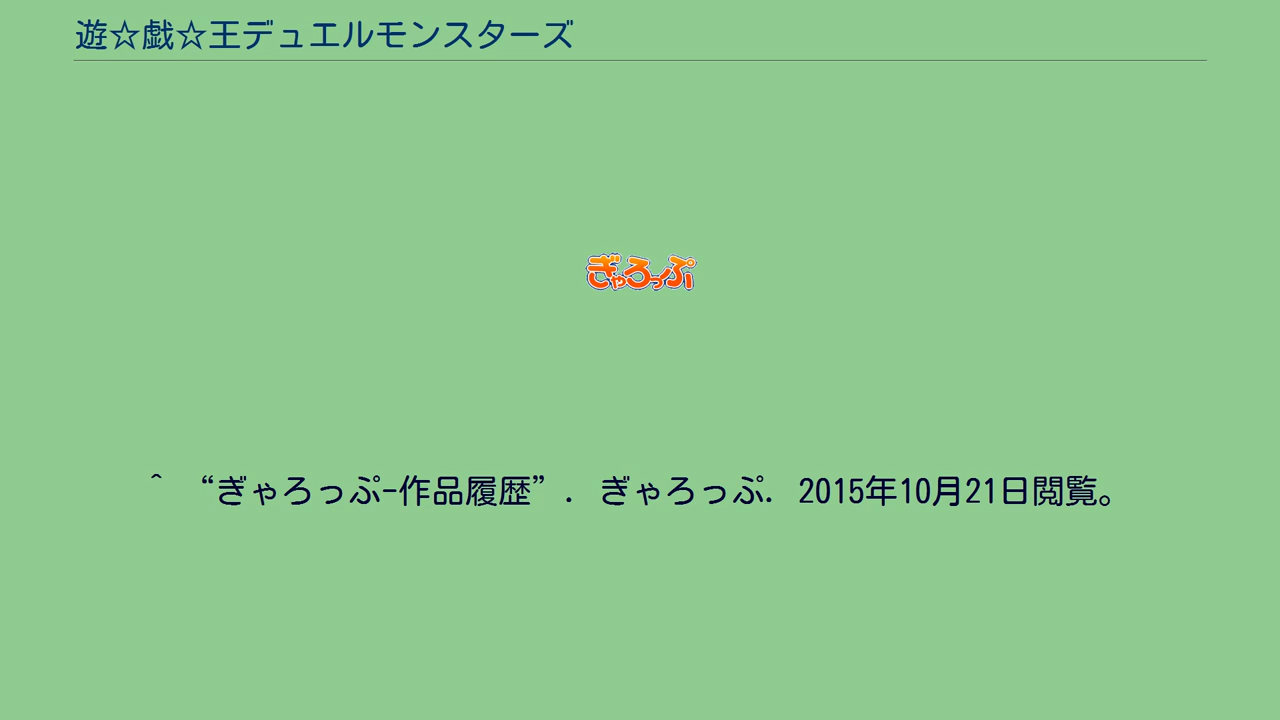 遊☆戯☆王デュエルモンスターズ
ぎゃろっぷ
^ “ぎゃろっぷ-作品履歴”. ぎゃろっぷ. 2015年10月21日閲覧。